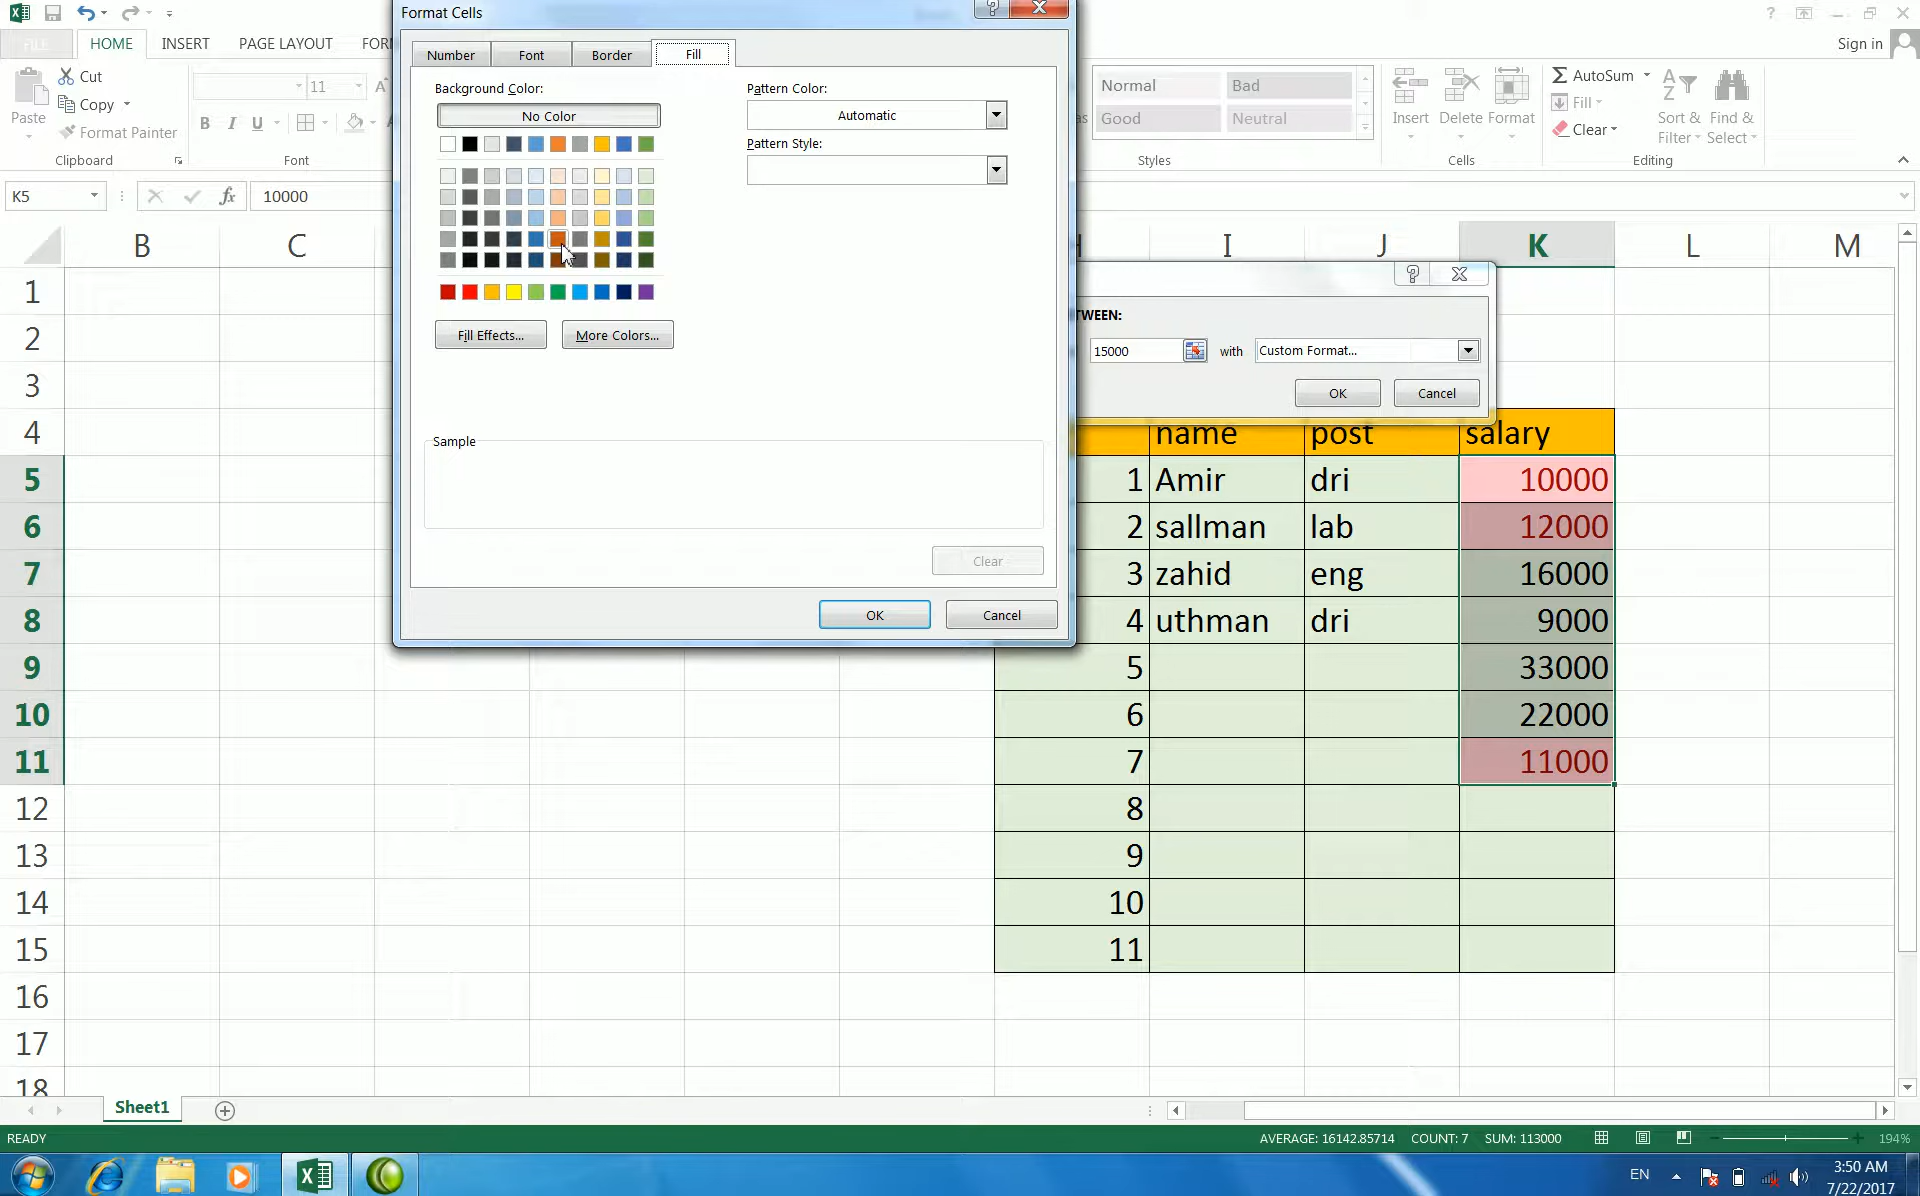 Format Cells
FILE HOME INSERT PAGE LAYOUT
Sign in
Number Font Border Fill
Cut
Copy
Format Painter
Paste
Clipboard
11
B I U
Font
Background Color:
No Color
Pattern Color:
Automatic
Pattern Style:
Fill Effects... More Colors...
Sample
Clear
OK Cancel
Normal Bad
Good Neutral
Styles
Insert Delete Format
Cells
AutoSum
Fill
Clear
Sort & Select
Filter
Find &
Editing
K5 fx 10000
B C I J K L M
15000 with Custom Format...
OK Cancel
1
2
3
4 name post salary
5 1 Amir dri 10000
6 2 sallman lab 12000
7 3 zahid eng 16000
8 4 uthman dri 9000
9 5 33000
10 6 22000
11 7 11000
12 8
13 9
14 10
15 11
16
17
18
Sheet1
READY AVERAGE: 16142.85714 COUNT: 7 SUM: 113000 194%
EN 3:50 AM
7/22/2017